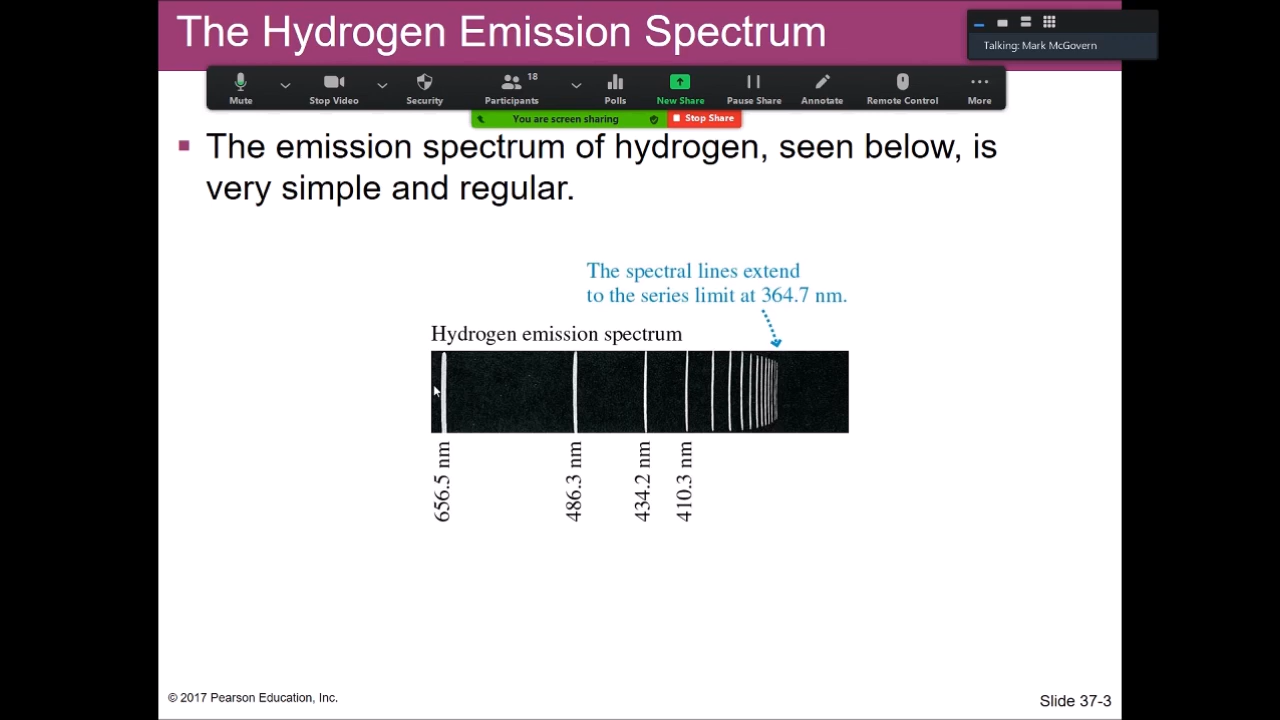 The Hydrogen Emission Spectrum
Talking: Mark McGovern
Mute
Stop Video
Security
Participants
18
Polls
New Share
Pause Share
Annotate
Remote Control
More
You are screen sharing
Stop Share
The emission spectrum of hydrogen, seen below, is
very simple and regular.
The spectral lines extend
to the series limit at 364.7 nm.
Hydrogen emission spectrum
656.5 nm
486.3 nm
434.2 nm
410.3 nm
© 2017 Pearson Education, Inc.
Slide 37-3